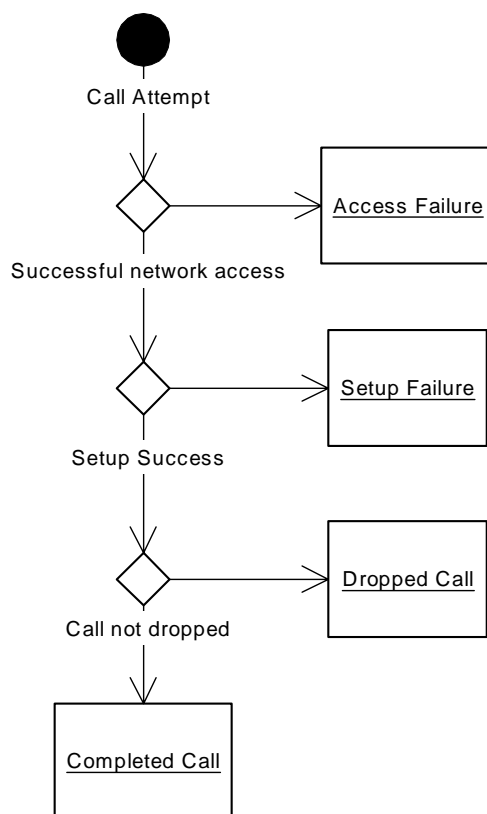 Call Attempt
Access Failure
Successful network access
Setup Failure
Setup Success
Dropped Call
Call not dropped
Completed Call